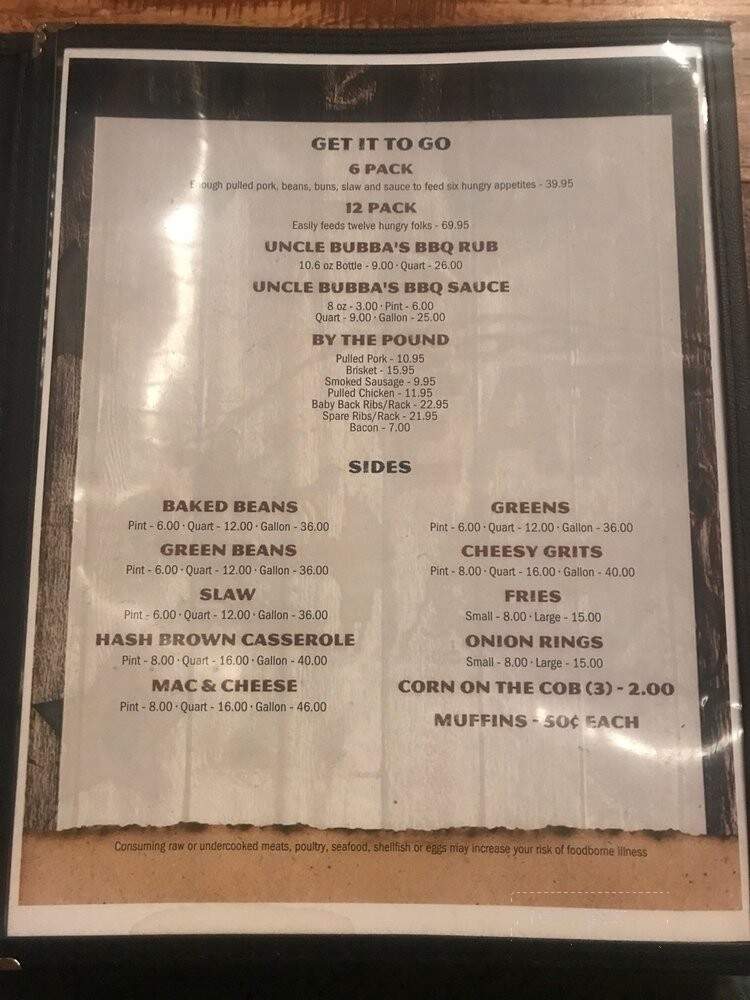 GET IT TO GO
6 PACK
Enough pulled pork, beans, buns, slaw and sauce to feed six hungry appetites - 39.95
12 PACK
Easily feeds twelve hungry folks - 69.95
UNCLE BUBBA'S BBQ RUB
10.6 oz Bottle - 9.00 · Quart - 26.00
UNCLE BUBBA'S BBQ SAUCE
8 oz - 3.00 · Pint - 6.00
Quart - 9.00 · Gallon - 25.00
BY THE POUND
Pulled Pork - 10.95
Brisket - 15.95
Smoked Sausage - 9.95
Pulled Chicken - 11.95
Baby Back Ribs/Rack - 22.95
Spare Ribs/Rack - 21.95
Bacon - 7.00
SIDES
BAKED BEANS
Pint - 6.00 · Quart - 12.00 · Gallon - 36.00
GREEN BEANS
Pint - 6.00 · Quart - 12.00 · Gallon - 36.00
SLAW
Pint - 6.00 · Quart - 12.00 · Gallon - 36.00
HASH BROWN CASSEROLE
Pint - 8.00 · Quart - 16.00 · Gallon - 40.00
MAC & CHEESE
Pint - 8.00 · Quart - 16.00 · Gallon - 46.00
GREENS
Pint - 6.00 · Quart - 12.00 · Gallon - 36.00
CHEESY GRITS
Pint - 8.00 · Quart - 16.00 · Gallon - 40.00
FRIES
Small - 8.00 · Large - 15.00
ONION RINGS
Small - 8.00 · Large - 15.00
CORN ON THE COB (3) - 2.00
MUFFINS - 50¢ EACH
Consuming raw or undercooked meats, poultry, seafood, shellfish or eggs may increase your risk of foodborne illness